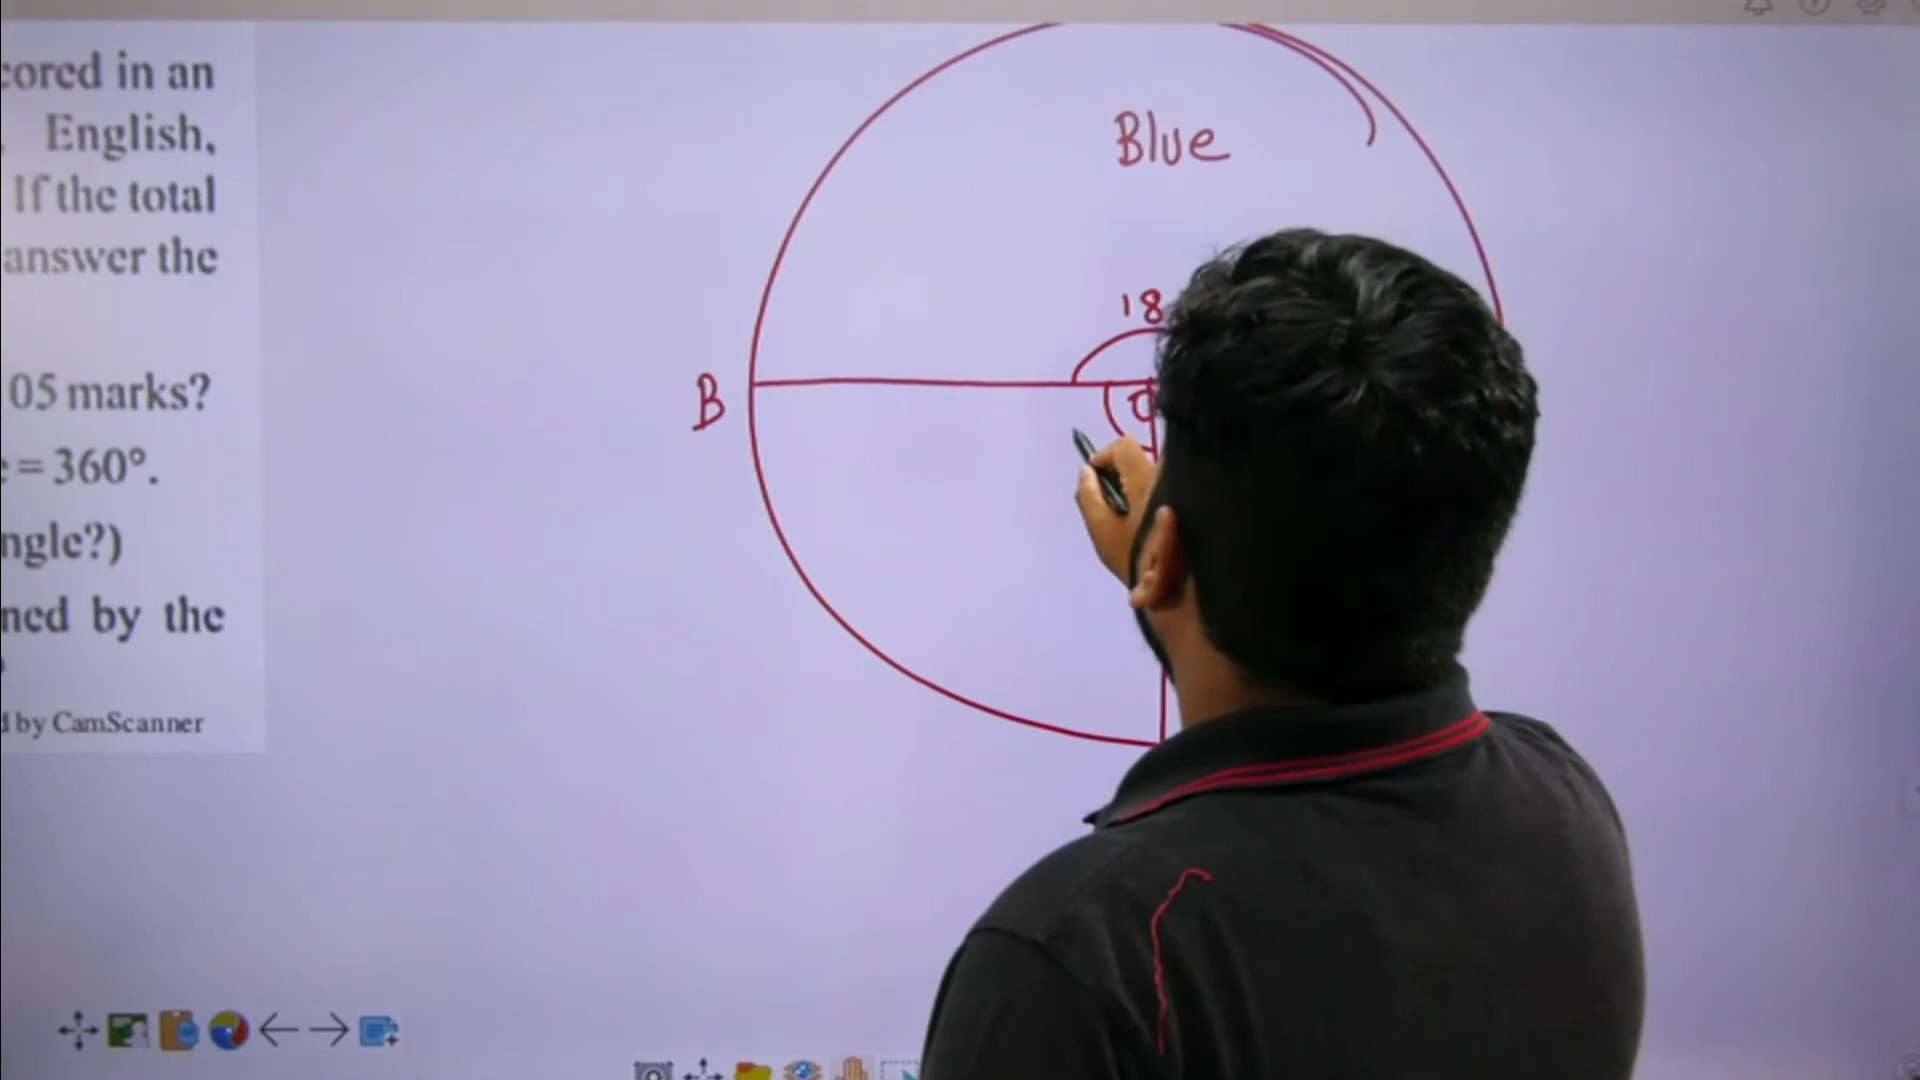 cored in an
English,
If the total
answer the
05 marks?
= 360°.
ngle?)
ned by the
d by CamScanner
Blue
18
B